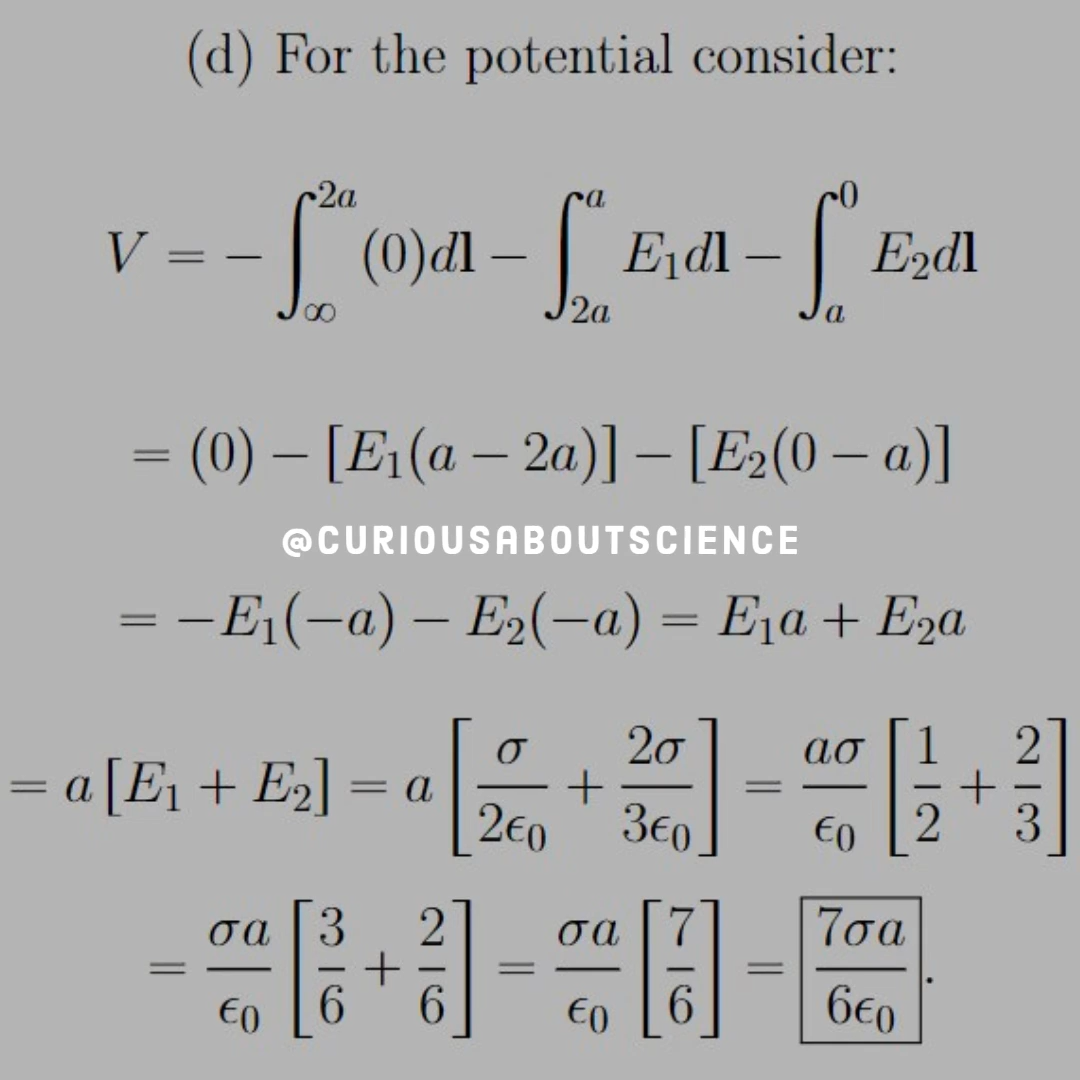 (d) For the potential consider:
V = − ∫_{∞}^{2a} (0)d𝐥 − ∫_{2a}^{a} E₁d𝐥 − ∫_{a}^{0} E₂d𝐥
= (0) − [E₁(a − 2a)] − [E₂(0 − a)]
@CURIOUSABOUTSCIENCE
= −E₁(−a) − E₂(−a) = E₁a + E₂a
= a [E₁ + E₂] = a [σ/2ϵ₀ + 2σ/3ϵ₀] = aσ/ϵ₀ [1/2 + 2/3]
= σa/ϵ₀ [3/6 + 2/6] = σa/ϵ₀ [7/6] = 7σa/6ϵ₀.